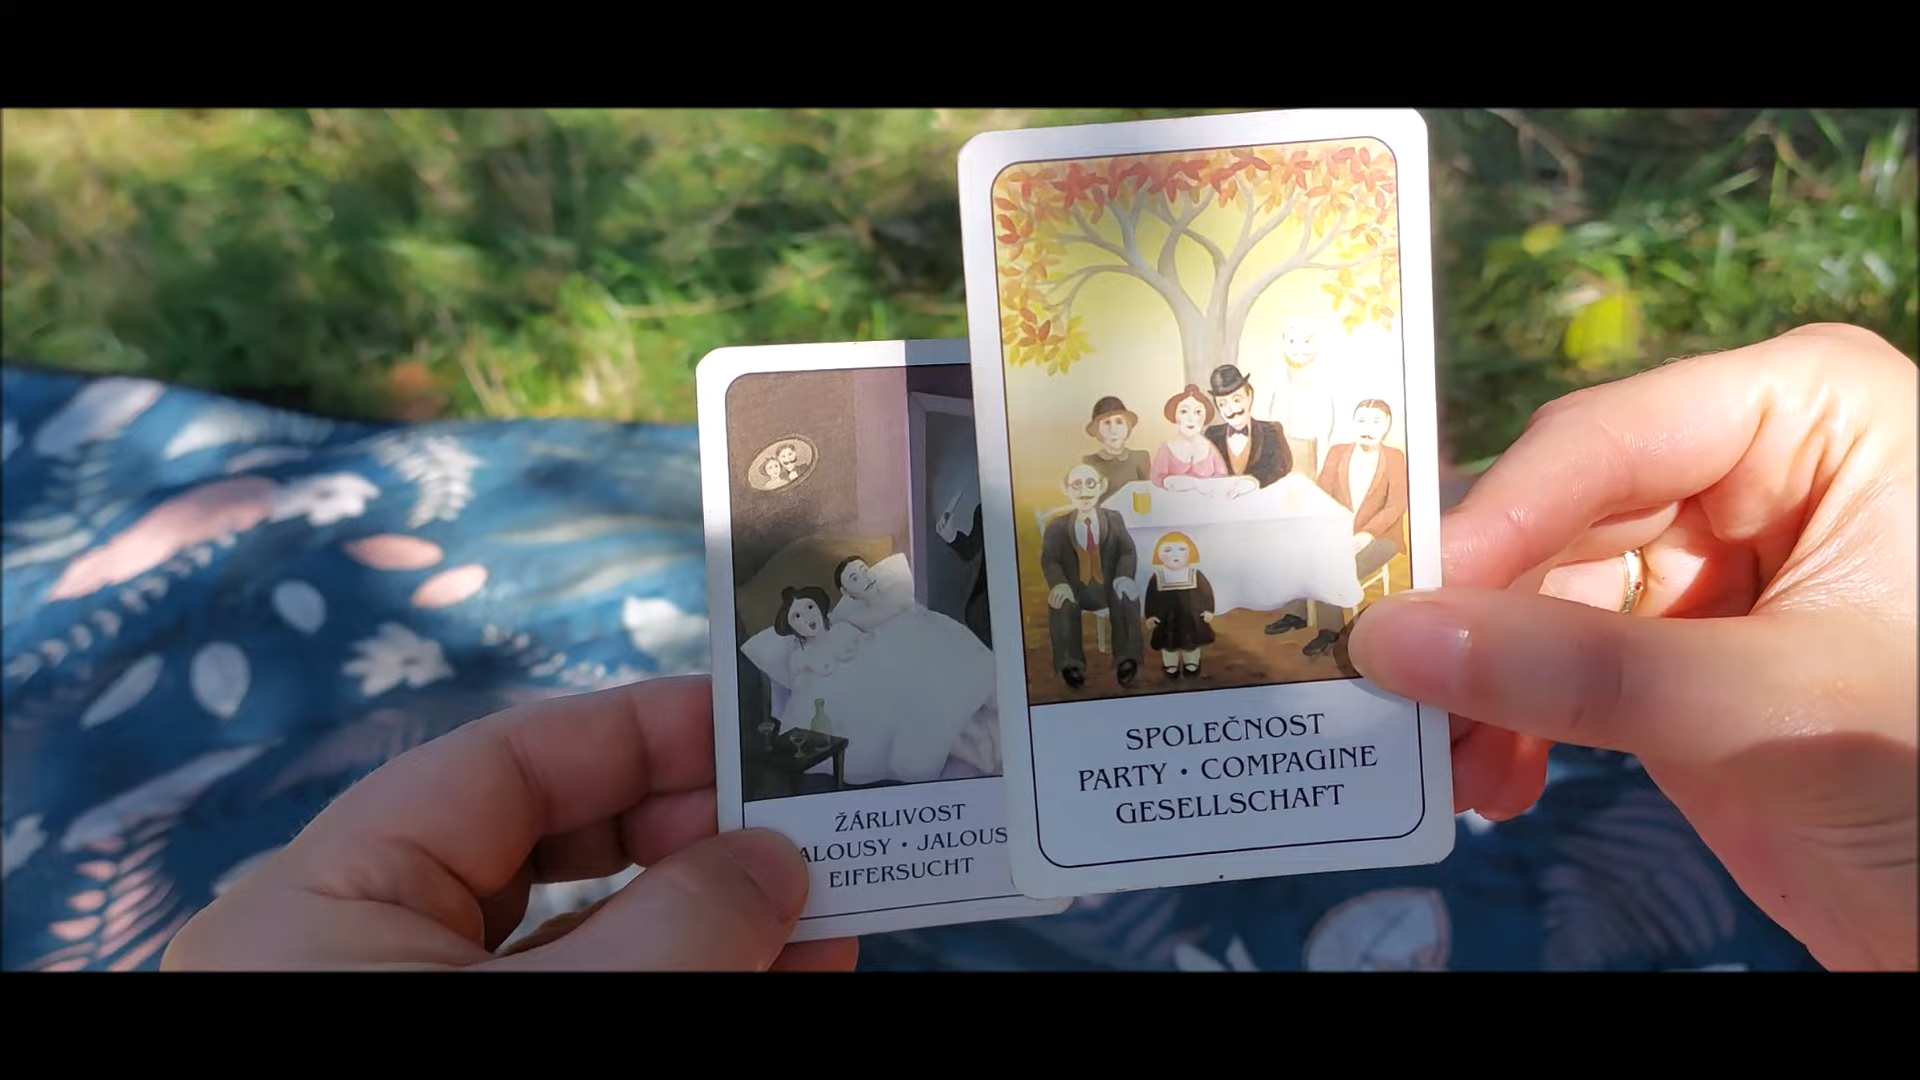 ŽÁRLIVOST
ALOUSY • JALOUS
EIFERSUCHT
SPOLEČNOST
PARTY • COMPAGINE
GESELLSCHAFT